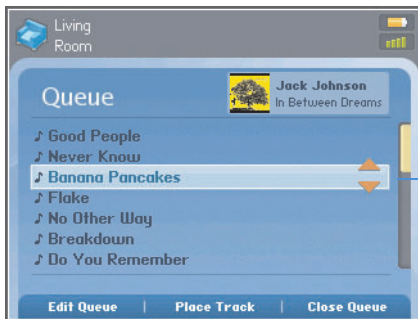 Living
Room
Queue
Jack Johnson
In Between Dreams
Good People
Never Know
Banana Pancakes
Flake
No Other Way
Breakdown
Do You Remember
Edit Queue | Place Track | Close Queue